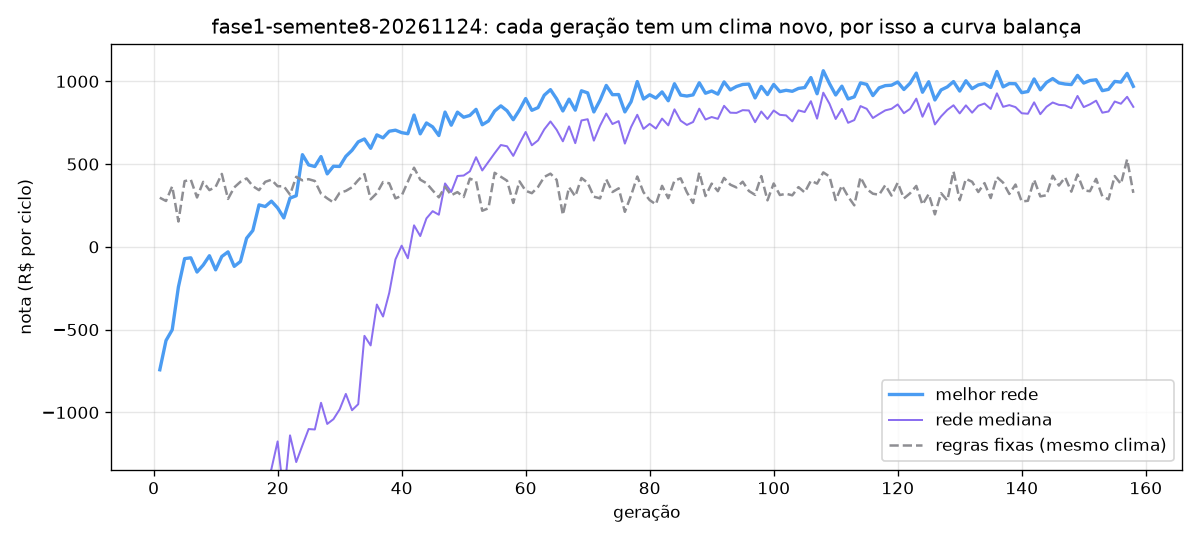 fase1-semente8-20261124: cada geração tem um clima novo, por isso a curva balança
nota (R$ por ciclo)
1000
500
0
−500
−1000
0 20 40 60 80 100 120 140 160
geração
melhor rede
rede mediana
regras fixas (mesmo clima)